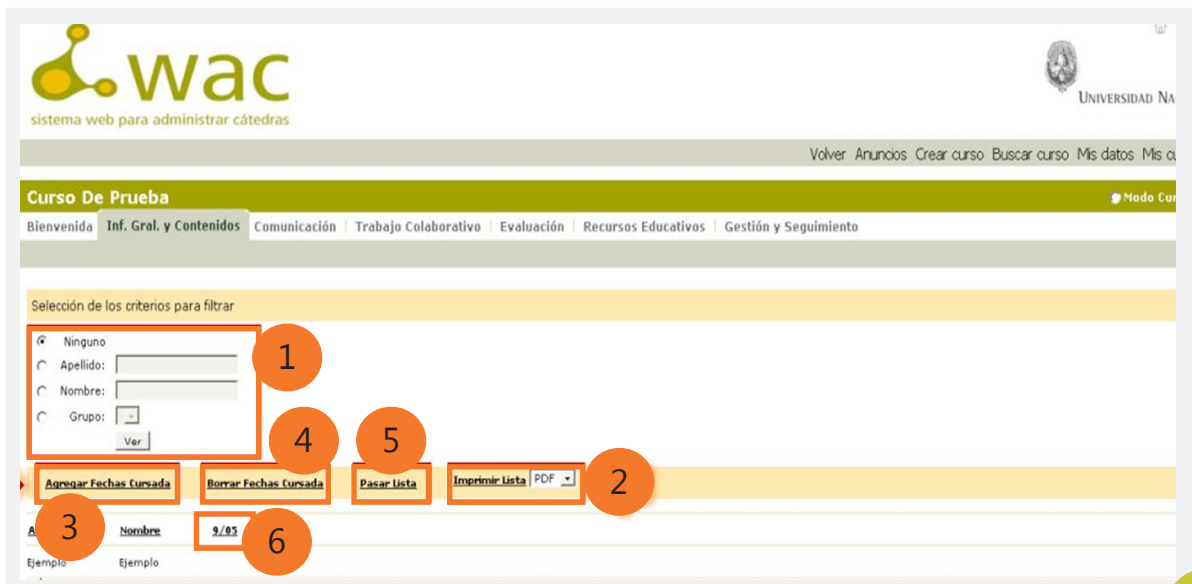 wac
sistema web para administrar cátedras
UNIVERSIDAD NA
Volver Anuncios Crear curso Buscar curso Mis datos Mis
Curso De Prueba
Modo Cur
Bienvenida Inf. Gral. y Contenidos Comunicación Trabajo Colaborativo Evaluación Recursos Educativos Gestión y Seguimiento
Selección de los criterios para filtrar
Ninguno
1
Apellido:
Nombre:
Grupo:
Ver
4
5
Agregar Fechas Cursada Borrar Fechas Cursada Pasar Lista Imprimir Lista PDF
2
3
Nombre 9/05
6
Ejemplo Ejemplo